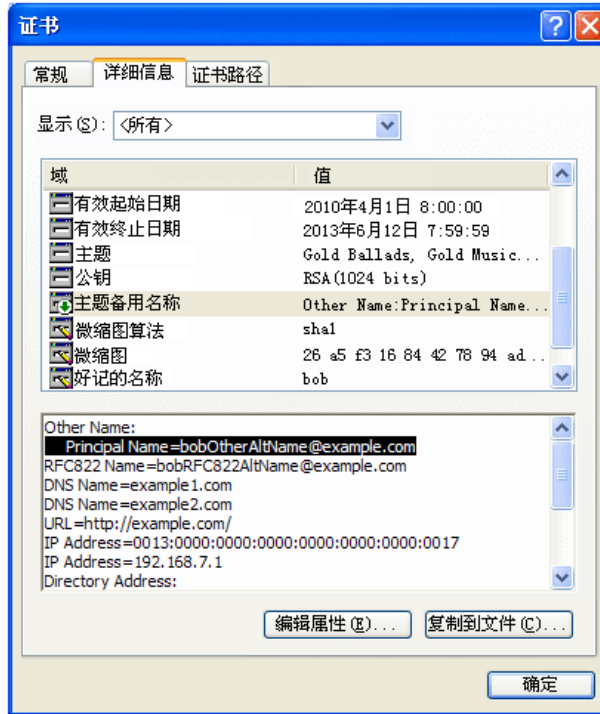 证书
常规 详细信息 证书路径
显示(S): <所有>
域 值
有效起始日期 2010年4月1日 8:00:00
有效终止日期 2013年6月12日 7:59:59
主题 Gold Ballads, Gold Music...
公钥 RSA(1024 bits)
主题备用名称 Other Name:Principal Name...
微缩图算法 sha1
微缩图 26 a5 f3 16 84 42 78 94 ad...
好记的名称 bob
Other Name:
Principal Name=bobOtherAltName@example.com
RFC822 Name=bobRFC822AltName@example.com
DNS Name=example1.com
DNS Name=example2.com
URL=http://example.com/
IP Address=0013:0000:0000:0000:0000:0000:0000:0017
IP Address=192.168.7.1
Directory Address:
编辑属性(E)... 复制到文件(C)...
确定